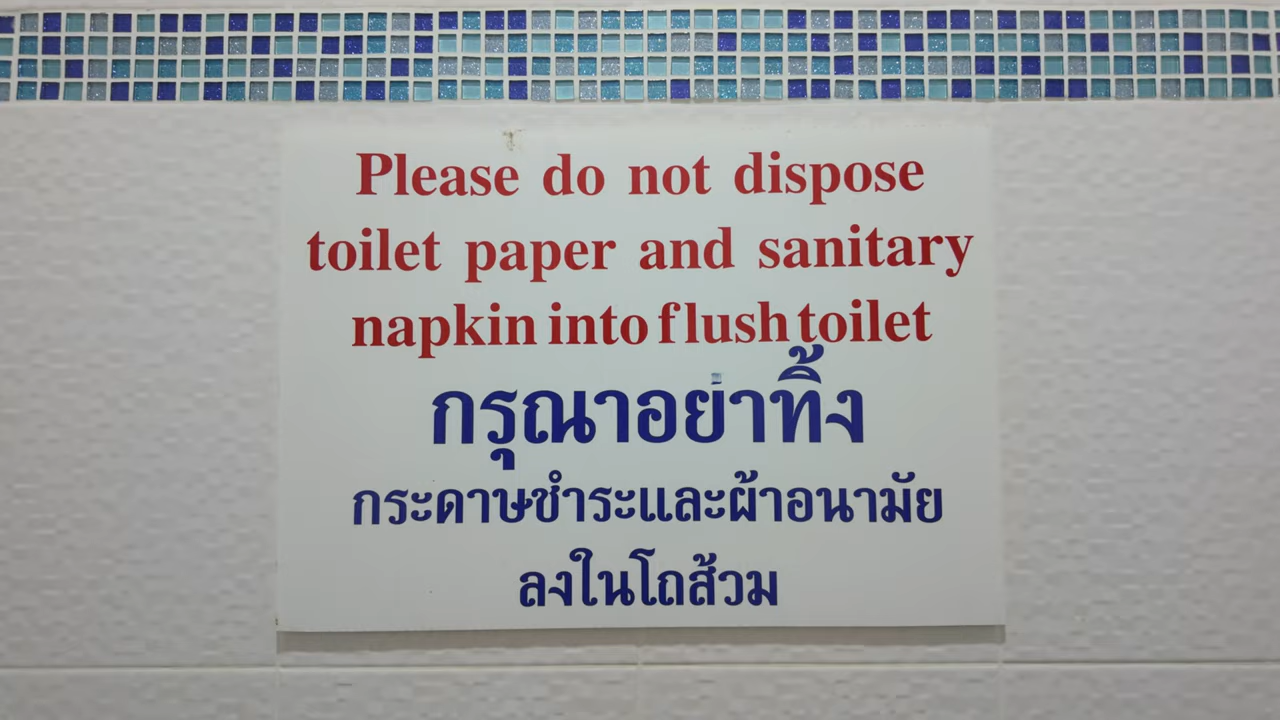 Please do not dispose
toilet paper and sanitary
napkin into flush toilet
กรุณาอย่าทิ้ง
กระดาษชำระและผ้าอนามัย
ลงในโถส้วม